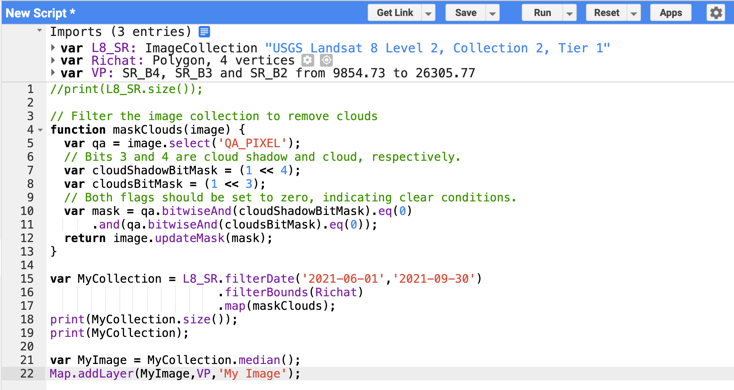 New Script *
Get Link Save Run Reset Apps
Imports (3 entries)
var L8_SR: ImageCollection "USGS Landsat 8 Level 2, Collection 2, Tier 1"
var Richat: Polygon, 4 vertices
var VP: SR_B4, SR_B3 and SR_B2 from 9854.73 to 26305.77
1 //print(L8_SR.size());
2
3 // Filter the image collection to remove clouds
4 function maskClouds(image) {
5 var qa = image.select('QA_PIXEL');
6 // Bits 3 and 4 are cloud shadow and cloud, respectively.
7 var cloudShadowBitMask = (1 << 4);
8 var cloudsBitMask = (1 << 3);
9 // Both flags should be set to zero, indicating clear conditions.
10 var mask = qa.bitwiseAnd(cloudShadowBitMask).eq(0)
11 .and(qa.bitwiseAnd(cloudsBitMask).eq(0));
12 return image.updateMask(mask);
13 }
14
15 var MyCollection = L8_SR.filterDate('2021-06-01','2021-09-30')
16 .filterBounds(Richat)
17 .map(maskClouds);
18 print(MyCollection.size());
19 print(MyCollection);
20
21 var MyImage = MyCollection.median();
22 Map.addLayer(MyImage,VP,'My Image');